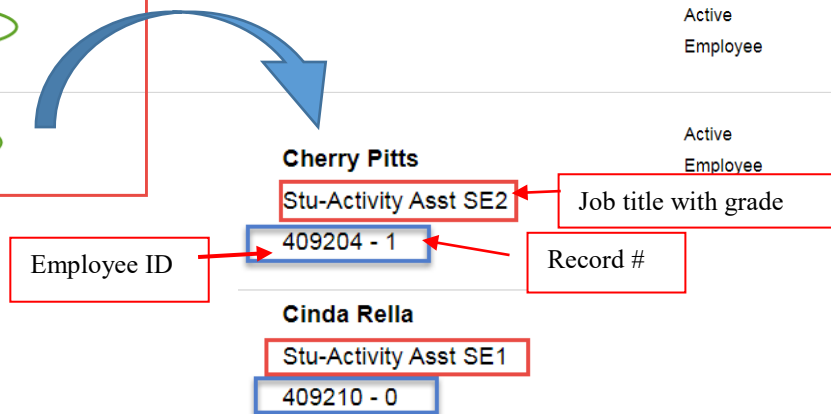 Active
Employee
Active
Employee
Cherry Pitts
Stu-Activity Asst SE2
Job title with grade
409204 - 1
Employee ID
Record #
Cinda Rella
Stu-Activity Asst SE1
409210 - 0